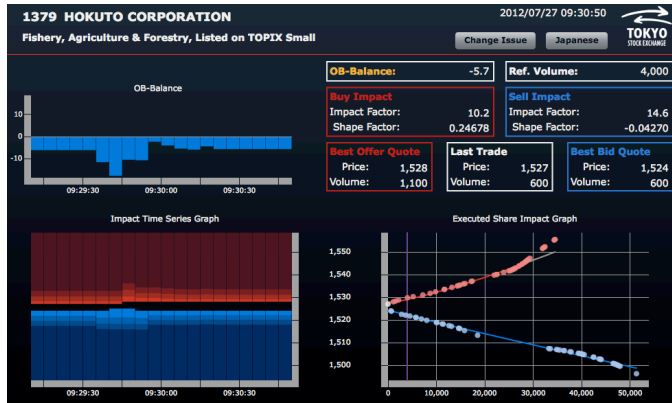 1379 HOKUTO CORPORATION
2012/07/27 09:30:50
Fishery, Agriculture & Forestry, Listed on TOPIX Small
Change Issue
Japanese
TOKYO
STOCK EXCHANGE
OB-Balance: -5.7
Ref. Volume: 4,000
OB-Balance
10
0
-10
09:29:30 09:30:00 09:30:30
Buy Impact
Impact Factor: 10.2
Shape Factor: 0.24678
Sell Impact
Impact Factor: 14.6
Shape Factor: -0.04270
Best Offer Quote
Price: 1,528
Volume: 1,100
Last Trade
Price: 1,527
Volume: 600
Best Bid Quote
Price: 1,524
Volume: 600
Impact Time Series Graph
09:29:30 09:30:00 09:30:30
Executed Share Impact Graph
1,550
1,540
1,530
1,520
1,510
1,500
0 10,000 20,000 30,000 40,000 50,000